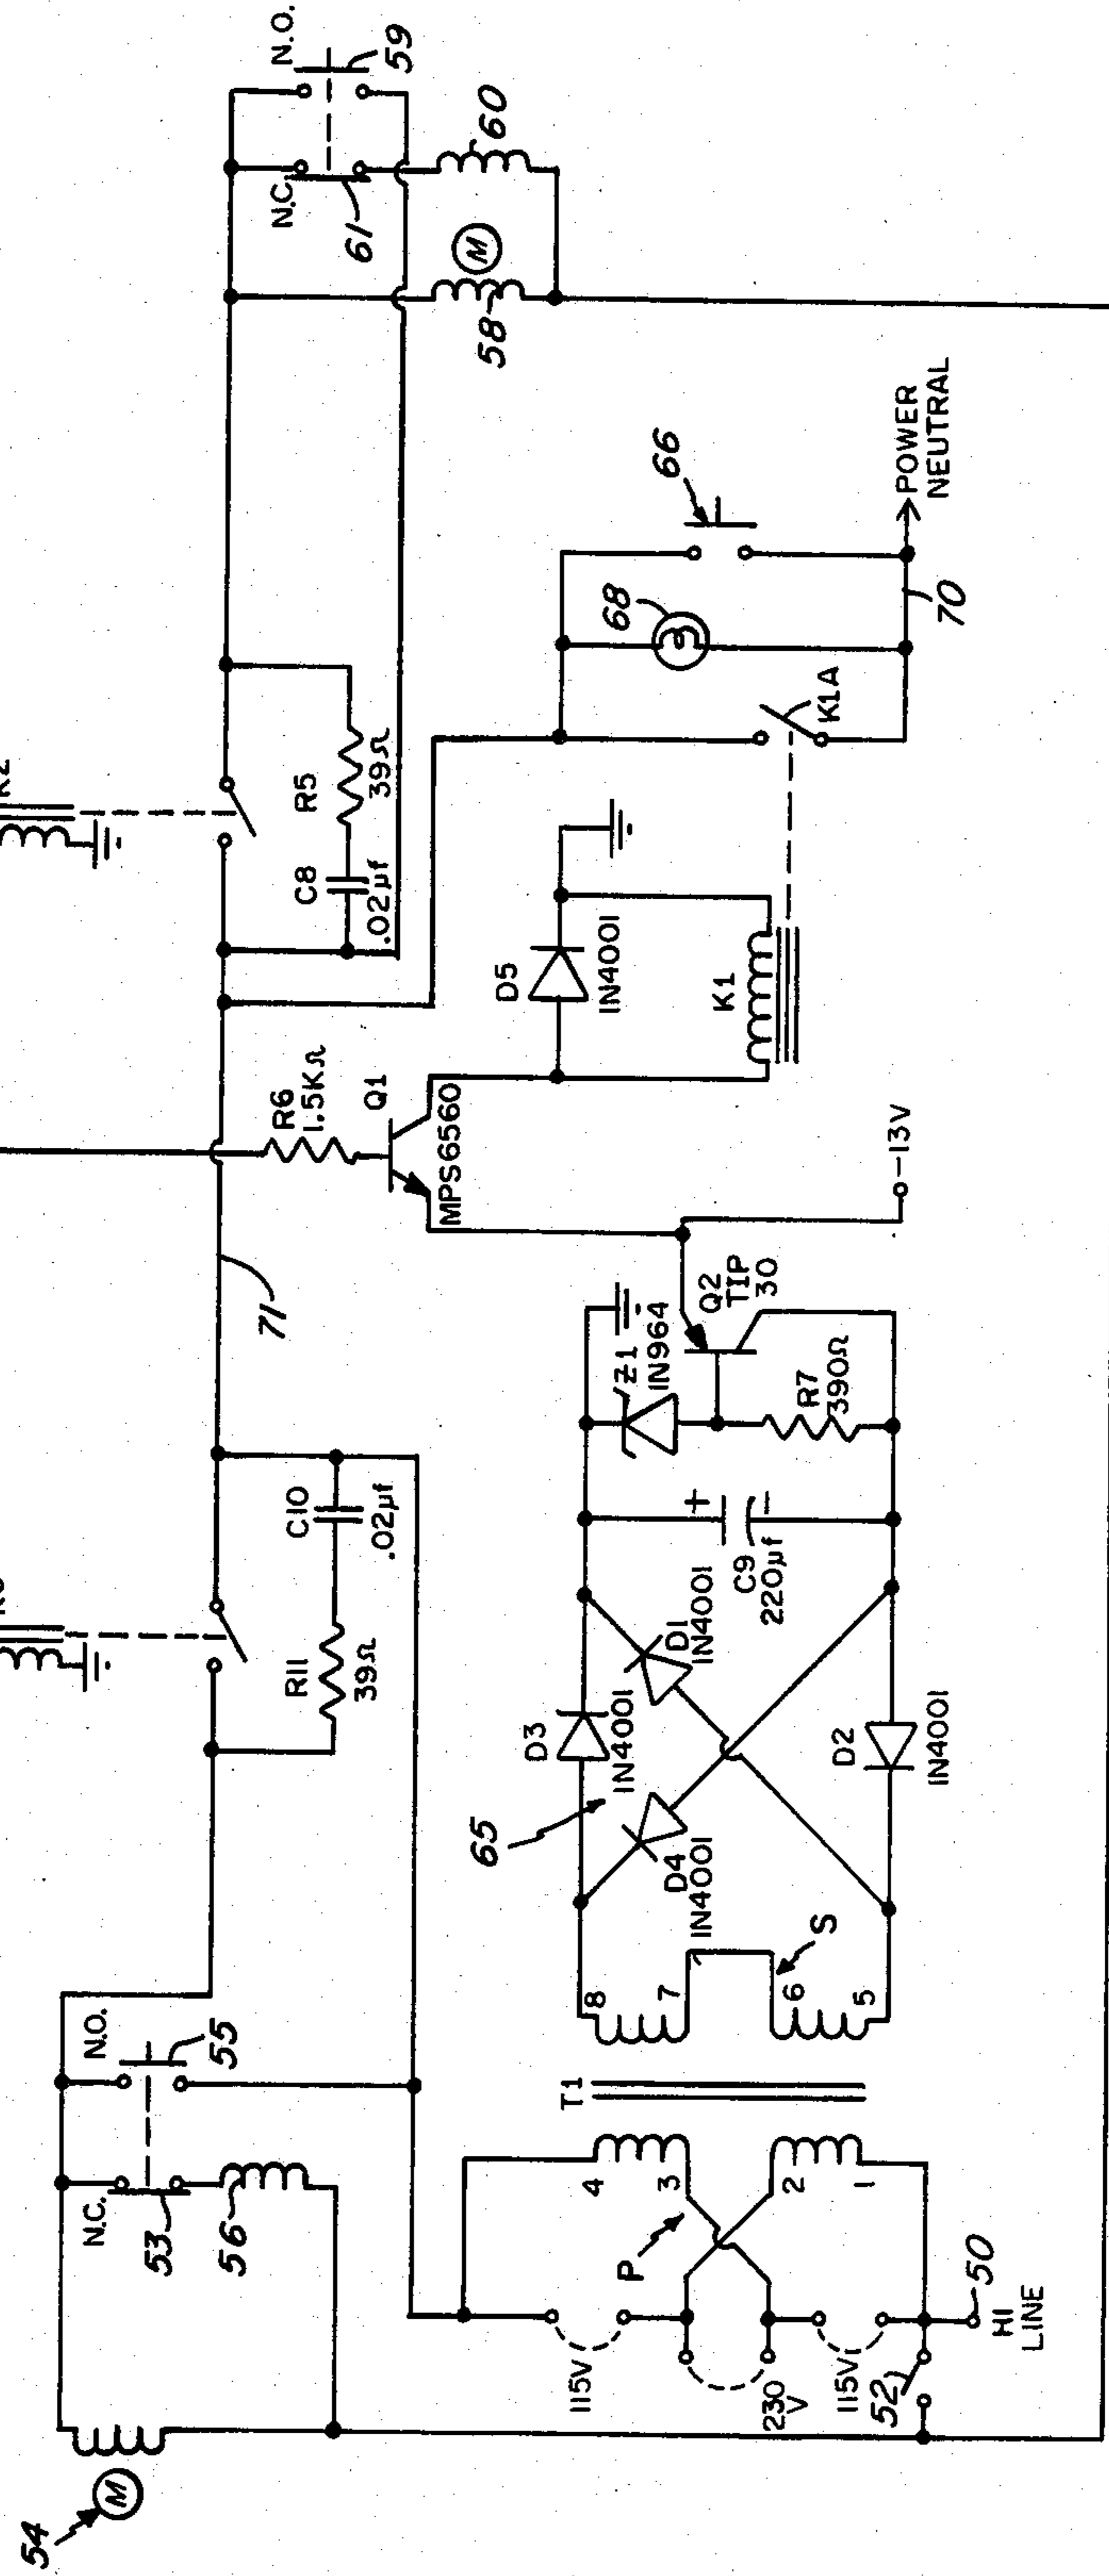 N.O.
59
N.C.
61
60
M
58
K2
R5
39Ω
C8
.02μf
66
68
POWER
NEUTRAL
70
K1A
D5
IN4001
K1
R6
1.5KΩ
Q1
MPS6560
-13V
71
Q2
TIP
30
Z1
IN964
R7
390Ω
C10
.02μf
R11
39Ω
+
-
C9
220μf
D1
IN4001
D3
IN4001
65
D4
IN4001
D2
IN4001
N.O.
55
N.C.
53
56
54
M
T1
S
8
7
6
5
4
3
2
1
P
115V
230
V
115V
52
50
HI
LINE